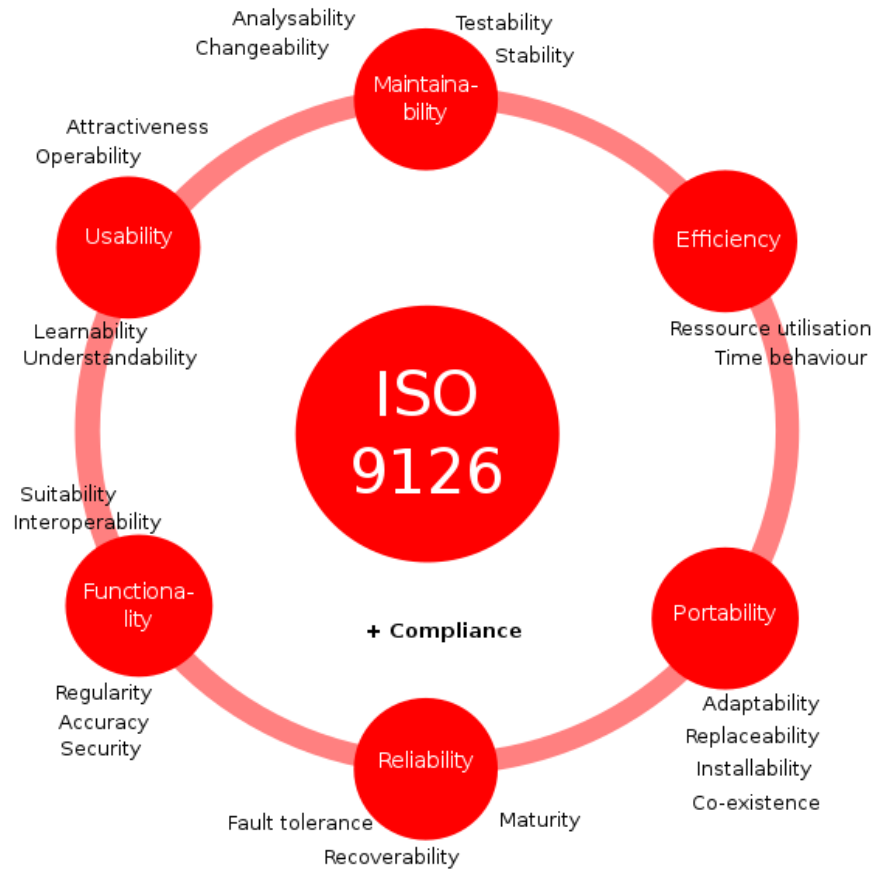 Analysability
Changeability
Testability
Stability
Maintaina-
bility
Attractiveness
Operability
Usability
Learnability
Understandability
Efficiency
Ressource utilisation
Time behaviour
ISO
9126
Suitability
Interoperability
Functiona-
lity
Regularity
Accuracy
Security
+ Compliance
Portability
Adaptability
Replaceability
Installability
Co-existence
Reliability
Fault tolerance
Maturity
Recoverability